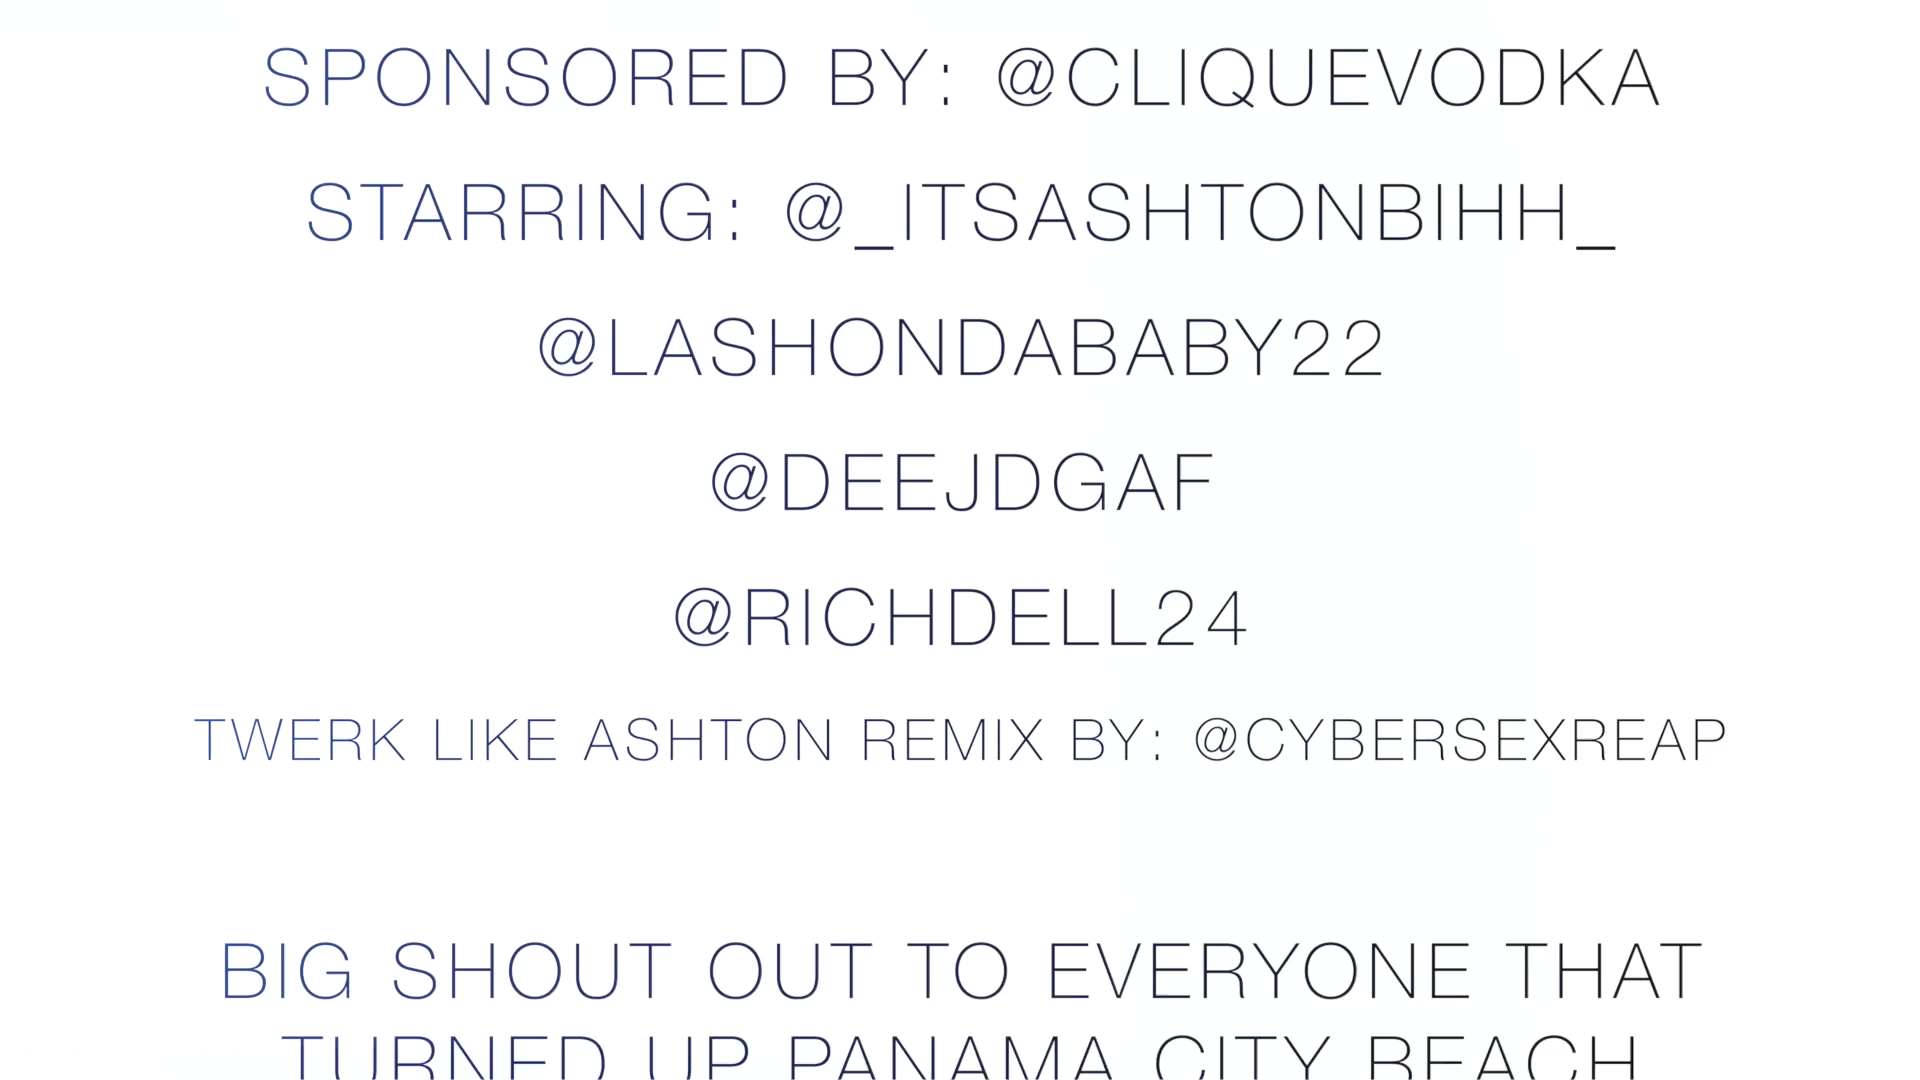 SPONSORED BY: @CLIQUEVODKA
STARRING: @_ITSASHTONBIHH_
@LASHONDABABY22
@DEEJDGAF
@RICHDELL24
TWERK LIKE ASHTON REMIX BY: @CYBERSEXREAP
BIG SHOUT OUT TO EVERYONE THAT
TURNED UP PANAMA CITY BEACH